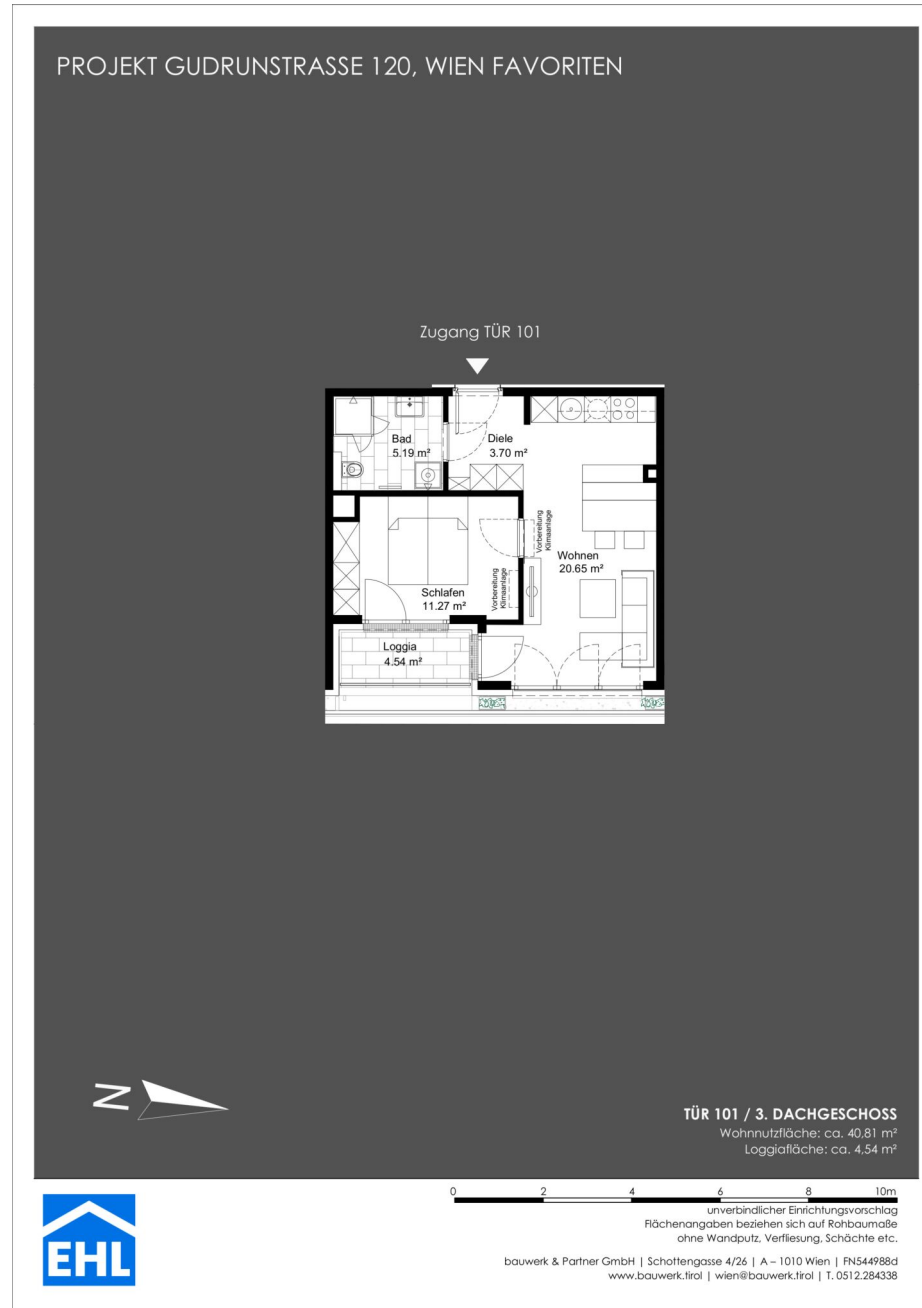 PROJEKT GUDRUNSTRASSE 120, WIEN FAVORITEN
Zugang TÜR 101
Bad
5.19 m²
Diele
3.70 m²
Vorbereitung
Klimaanlage
Wohnen
20.65 m²
Schlafen
11.27 m²
Vorbereitung
Klimaanlage
Loggia
4.54 m²
N
TÜR 101 / 3. DACHGESCHOSS
Wohnnutzfläche: ca. 40,81 m²
Loggiafläche: ca. 4,54 m²
0 2 4 6 8 10m
unverbindlicher Einrichtungsvorschlag
Flächenangaben beziehen sich auf Rohbaumaße
ohne Wandputz, Verfliesung, Schächte etc.
EHL
bauwerk & Partner GmbH | Schottengasse 4/26 | A – 1010 Wien | FN544988d
www.bauwerk.tirol | wien@bauwerk.tirol | T. 0512.284338